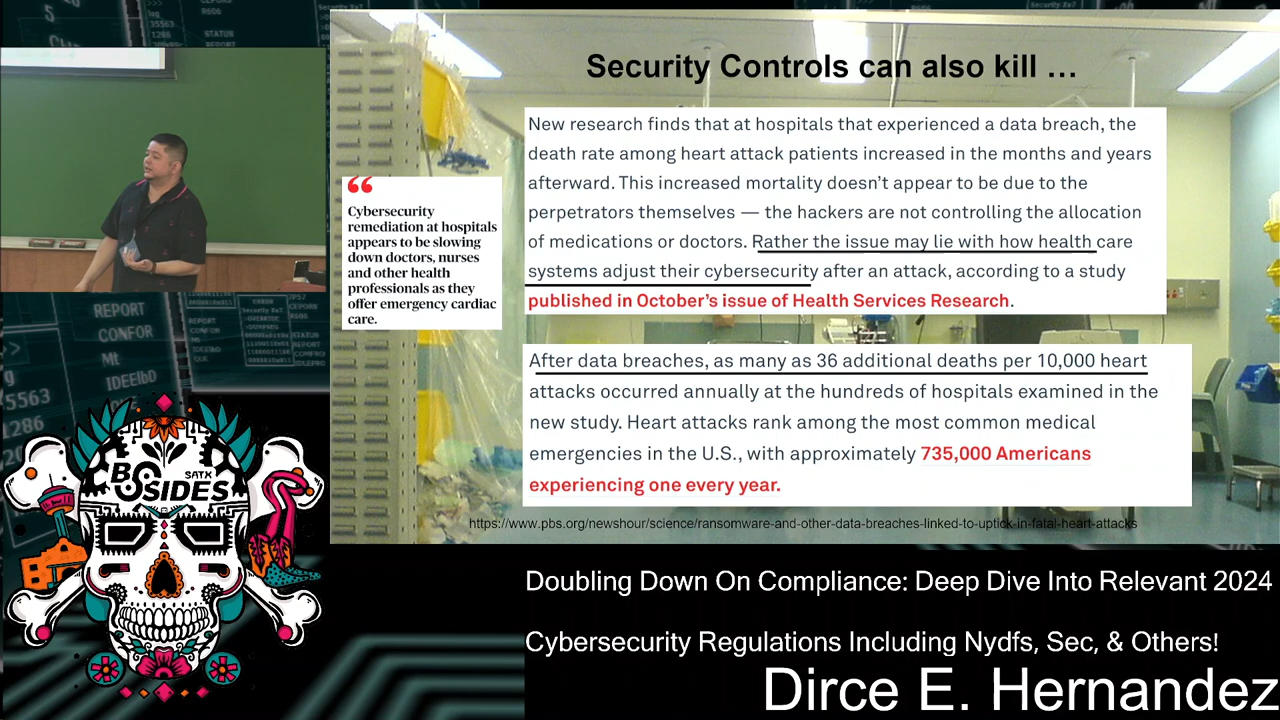 Security Controls can also kill …
New research finds that at hospitals that experienced a data breach, the
death rate among heart attack patients increased in the months and years
afterward. This increased mortality doesn't appear to be due to the
perpetrators themselves — the hackers are not controlling the allocation
of medications or doctors. Rather the issue may lie with how health care
systems adjust their cybersecurity after an attack, according to a study
published in October's issue of Health Services Research.
“
Cybersecurity
remediation at hospitals
appears to be slowing
down doctors, nurses
and other health
professionals as they
offer emergency cardiac
care.
After data breaches, as many as 36 additional deaths per 10,000 heart
attacks occurred annually at the hundreds of hospitals examined in the
new study. Heart attacks rank among the most common medical
emergencies in the U.S., with approximately 735,000 Americans
experiencing one every year.
https://www.pbs.org/newshour/science/ransomware-and-other-data-breaches-linked-to-uptick-in-fatal-heart-attacks
REPORT
CONFOR
Mt
IDEEIbD
5563
1286
BSIDES
SATX
Doubling Down On Compliance: Deep Dive Into Relevant 2024
Cybersecurity Regulations Including Nydfs, Sec, & Others!
Dirce E. Hernandez